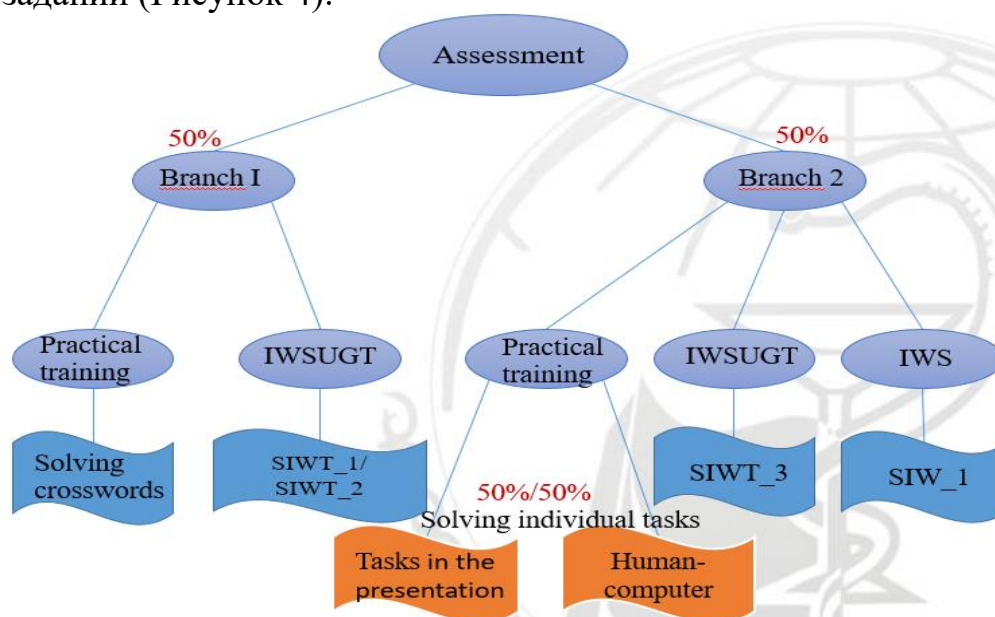 заданий (Рисунок 4).
Assessment
50%
50%
Branch I
Branch 2
Practical
training
IWSUGT
Practical
training
IWSUGT
IWS
Solving
crosswords
SIWT_1/
SIWT_2
SIWT_3
SIW_1
50%/50%
Solving individual tasks
Tasks in the
presentation
Human-
computer